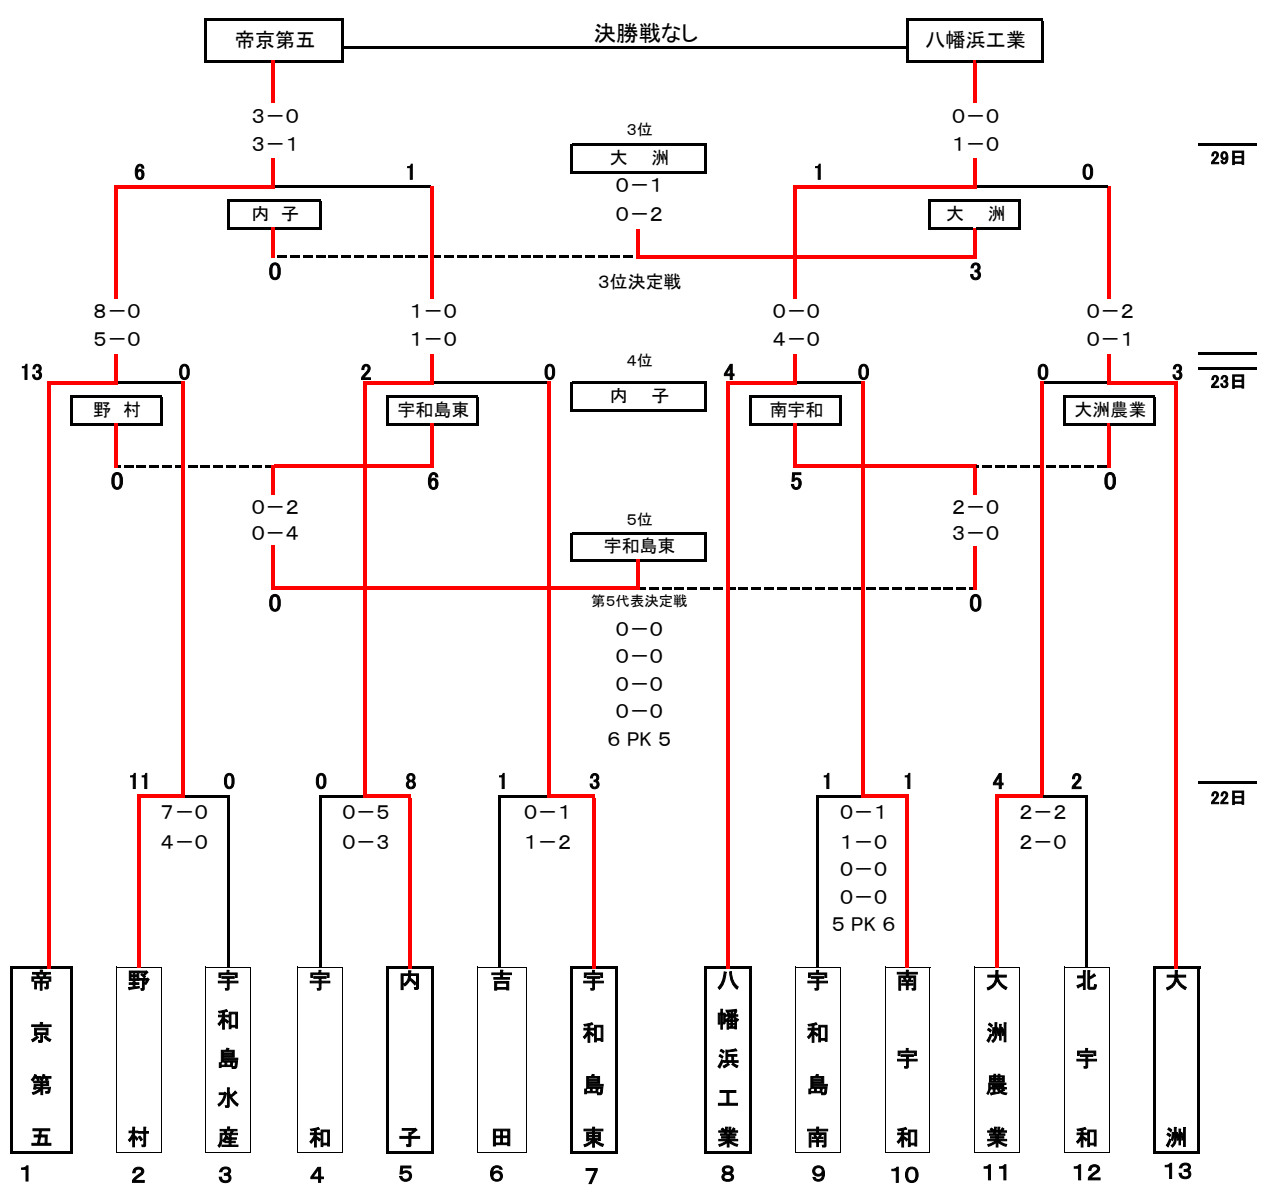 帝京第五
決勝戦なし
八幡浜工業
3－0
3－1
0－0
1－0
3位
大　洲
29日
6
1
1
0
0－1
0－2
内 子
大　洲
0
3
3位決定戦
8－0
5－0
1－0
1－0
0－0
4－0
0－2
0－1
4位
内　子
23日
13
0
2
0
4
0
0
3
野 村
宇和島東
南宇和
大洲農業
0
6
5
0
0－2
0－4
2－0
3－0
5位
宇和島東
0
0
第5代表決定戦
0－0
0－0
0－0
0－0
6 PK 5
22日
11
0
0
8
1
3
1
1
4
2
7－0
4－0
0－5
0－3
0－1
1－2
0－1
1－0
0－0
0－0
5 PK 6
2－2
2－0
帝京第五
野村
宇和島水産
宇和
内子
吉田
宇和島東
八幡浜工業
宇和島南
南宇和
大洲農業
北宇和
大洲
1
2
3
4
5
6
7
8
9
10
11
12
13